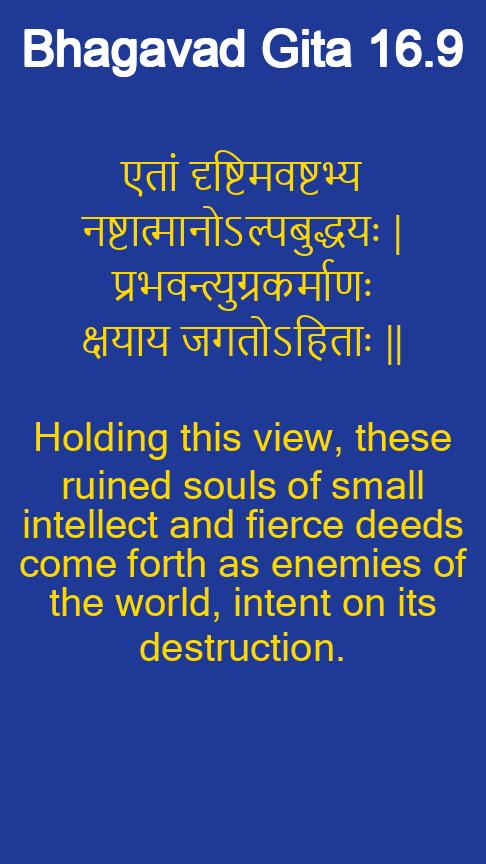 Bhagavad Gita 16.9
एतां दृष्टिमवष्टभ्य
नष्टात्मानोऽल्पबुद्धयः |
प्रभवन्त्युग्रकर्माणः
क्षयाय जगतोऽहिताः ||
Holding this view, these
ruined souls of small
intellect and fierce deeds
come forth as enemies of
the world, intent on its
destruction.